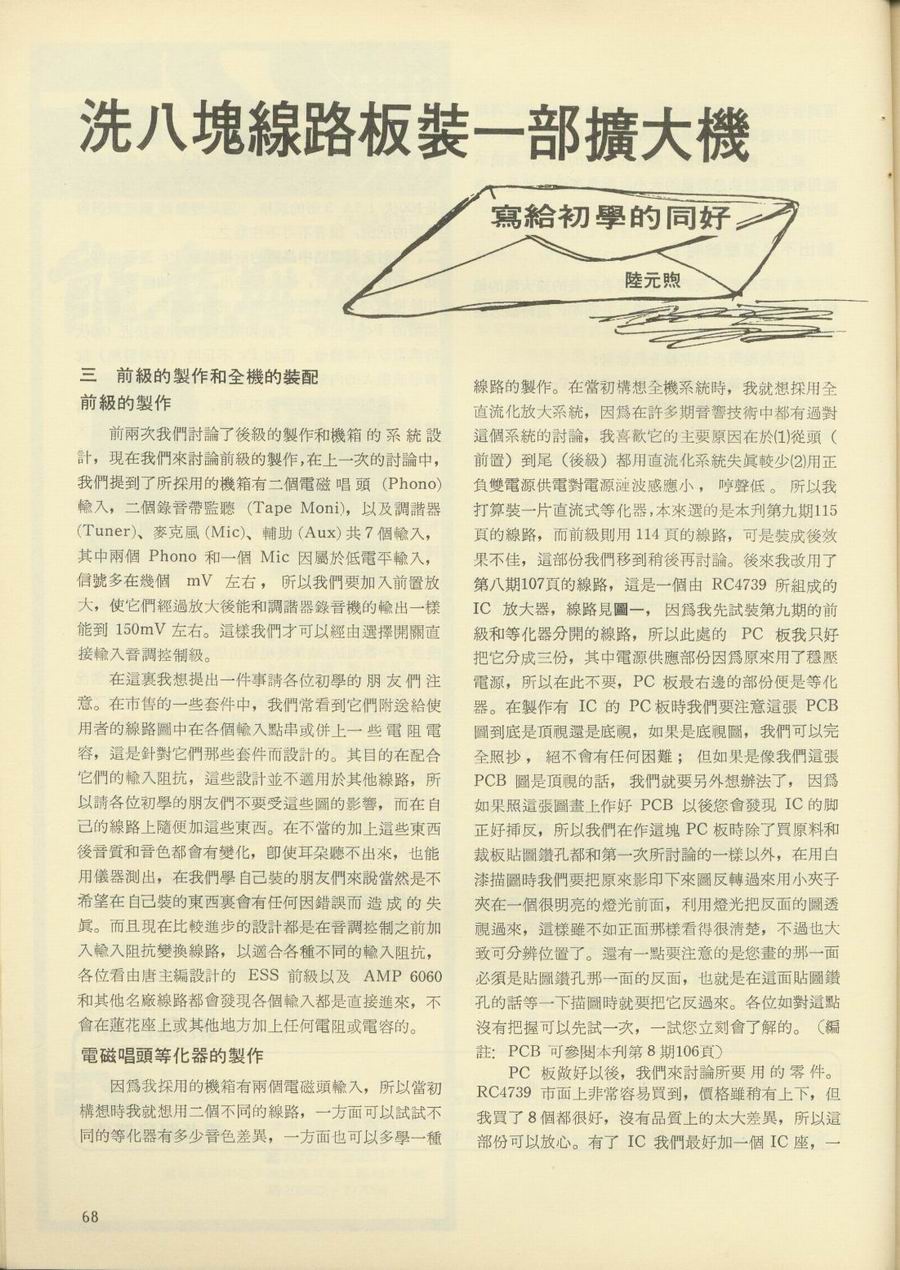 洗八塊線路板裝一部擴大機
寫給初學的同好
陸元煦
三　前級的製作和全機的裝配
前級的製作
前兩次我們討論了後級的製作和機箱的系統設
計，現在我們來討論前級的製作，在上一次的討論中，
我們提到了所採用的機箱有二個電磁唱頭 (Phono)
輸入，二個錄音帶監聽 (Tape Moni)，以及調諧器
(Tuner)、麥克風 (Mic)、輔助 (Aux) 共7個輸入，
其中兩個 Phono 和一個 Mic 因屬於低電平輸入，
信號多在幾個 mV 左右，所以我們要加入前置放
大，使它們經過放大後能和調諧器錄音機的輸出一樣
能到 150mV 左右。這樣我們才可以經由選擇開關直
接輸入音調控制級。
在這裏我想提出一件事請各位初學的朋友們注
意。在市售的一些套件中，我們常看到它們附送給使
用者的線路圖中在各個輸入點串或併上一些電阻電
容，這是針對它們那些套件而設計的。其目的在配合
它們的輸入阻抗，這些設計並不適用於其他線路，所
以請各位初學的朋友們不要受這些圖的影響，而在自
己的線路上隨便加這些東西。在不當的加上這些東西
後音質和音色都會有變化，卽使耳朶聽不出來，也能
用儀器測出，在我們學自己裝的朋友們來說當然是不
希望在自己裝的東西裏會有任何因錯誤而造成的失
眞。而且現在比較進步的設計都是在音調控制之前加
入輸入阻抗變換線路，以適合各種不同的輸入阻抗，
各位看由唐主編設計的 ESS 前級以及 AMP 6060
和其他名廠線路都會發現各個輸入都是直接進來，不
會在蓮花座上或其他地方加上任何電阻或電容的。
電磁唱頭等化器的製作
因爲我採用的機箱有兩個電磁頭輸入，所以當初
構想時我就想用二個不同的線路，一方面可以試試不
同的等化器有多少音色差異，一方面也可以多學一種
線路的製作。在當初構想全機系統時，我就想採用全
直流化放大系統，因爲在許多期音響技術中都有過對
這個系統的討論，我喜歡它的主要原因在於⑴從頭（
前置）到尾（後級）都用直流化系統失眞較少⑵用正
負雙電源供電對電源漣波感應小，哼聲低。所以我
打算裝一片直流式等化器，本來選的是本刊第九期115
頁的線路，而前級則用 114 頁的線路，可是裝成後效
果不佳，這部份我們移到稍後再討論。後來我改用了
第八期107頁的線路，這是一個由 RC4739 所組成的
IC 放大器，線路見圖一，因爲我先試裝第九期的前
級和等化器分開的線路，所以此處的 PC 板我只好
把它分成三份，其中電源供應部份因爲原來用了穩壓
電源，所以在此不要，PC 板最右邊的部份便是等化
器。在製作有 IC 的 PC 板時我們要注意這張 PCB
圖到底是頂視還是底視，如果是底視圖，我們可以完
全照抄，絕不會有任何困難；但如果是像我們這張
PCB 圖是頂視的話，我們就要另外想辦法了，因爲
如果照這張圖畫上作好 PCB 以後您會發現 IC 的脚
正好揷反，所以我們在作這塊 PC 板時除了買原料和
裁板貼圖鑽孔都和第一次所討論的一樣以外，在用白
漆描圖時我們要把原來影印下來圖反轉過來用小夾子
夾在一個很明亮的燈光前面，利用燈光把反面的圖透
視過來，這樣雖不如正面那樣看得很淸楚，不過也大
致可分辨位置了。還有一點要注意的是您畫的那一面
必須是貼圖鑽孔那一面的反面，也就是在這面貼圖鑽
孔的話等一下描圖時就要把它反過來。各位如對這點
沒有把握可以先試一次，一試您立刻會了解的。〔編
註：PCB 可參閱本刊第 8 期106頁〕
PC 板做好以後，我們來討論所要用的零件。
RC4739 市面上非常容易買到，價格雖稍有上下，但
我買了8個都很好，沒有品質上的太大差異，所以這
部份可以放心。有了 IC 我們最好加一個 IC 座，一
68